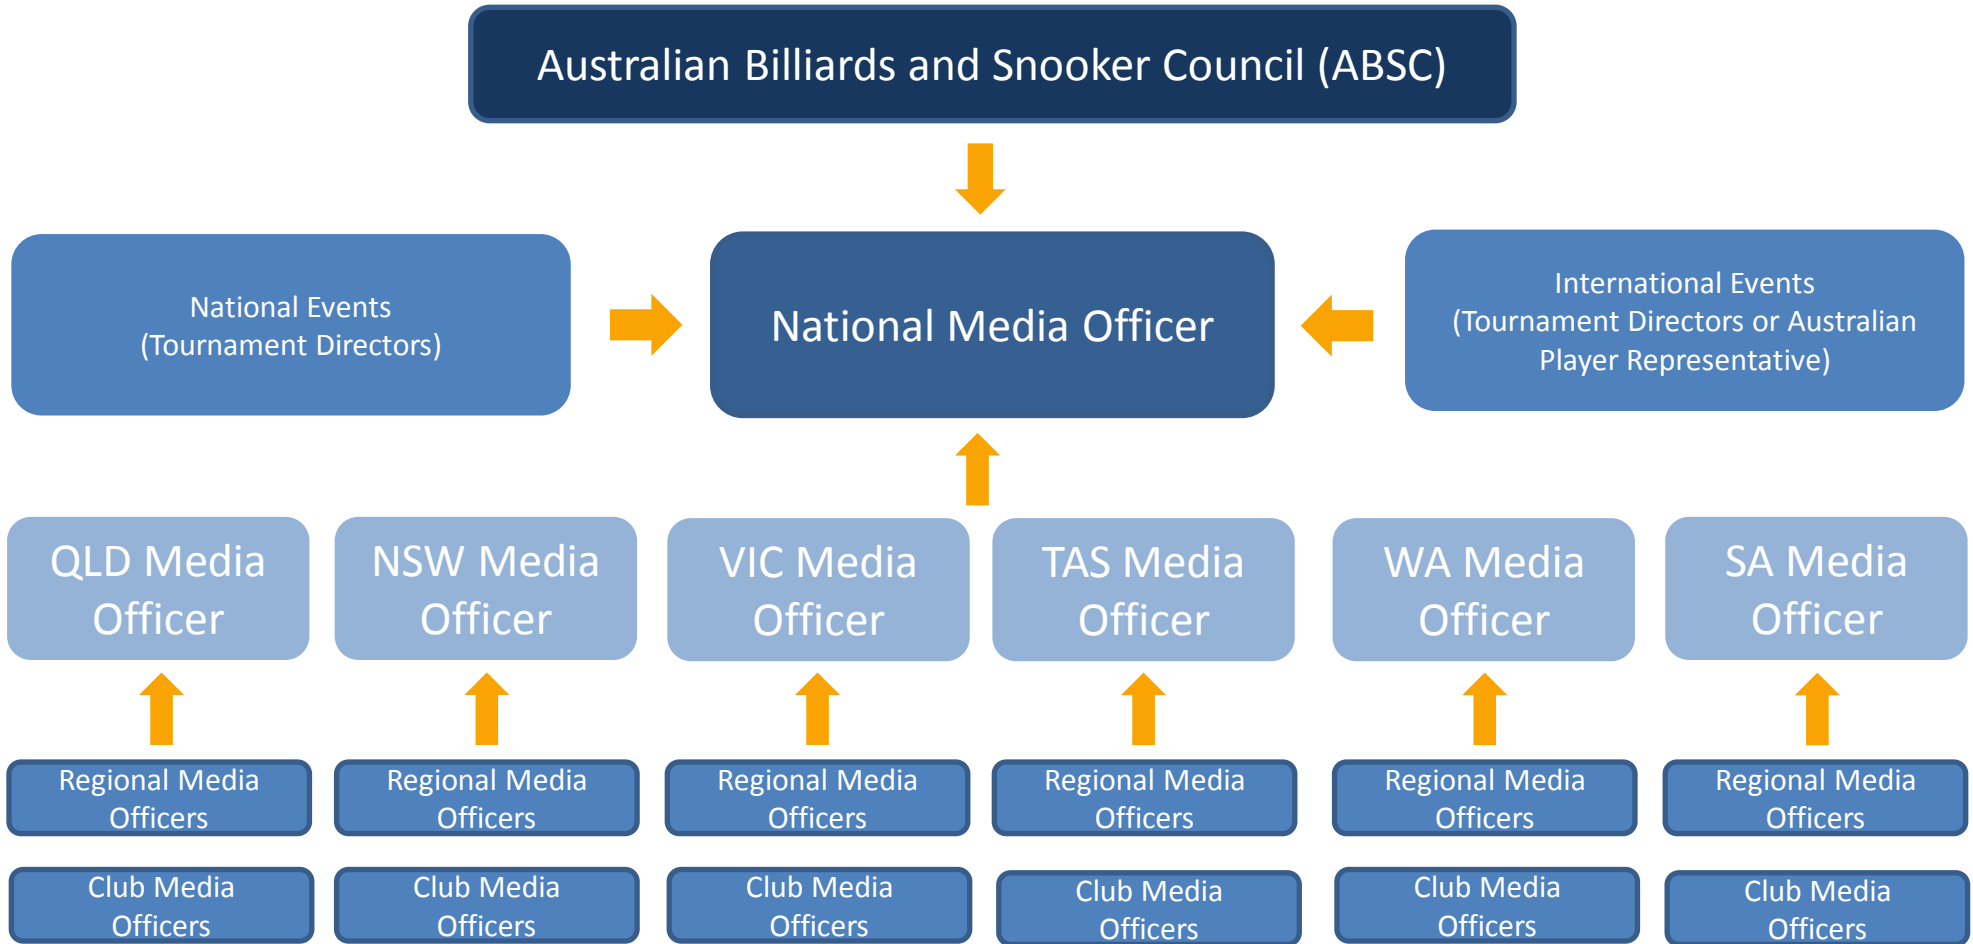 Australian Billiards and Snooker Council (ABSC)
National Events
(Tournament Directors)
National Media Officer
International Events
(Tournament Directors or Australian
Player Representative)
QLD Media
Officer
NSW Media
Officer
VIC Media
Officer
TAS Media
Officer
WA Media
Officer
SA Media
Officer
Regional Media
Officers
Regional Media
Officers
Regional Media
Officers
Regional Media
Officers
Regional Media
Officers
Regional Media
Officers
Club Media
Officers
Club Media
Officers
Club Media
Officers
Club Media
Officers
Club Media
Officers
Club Media
Officers